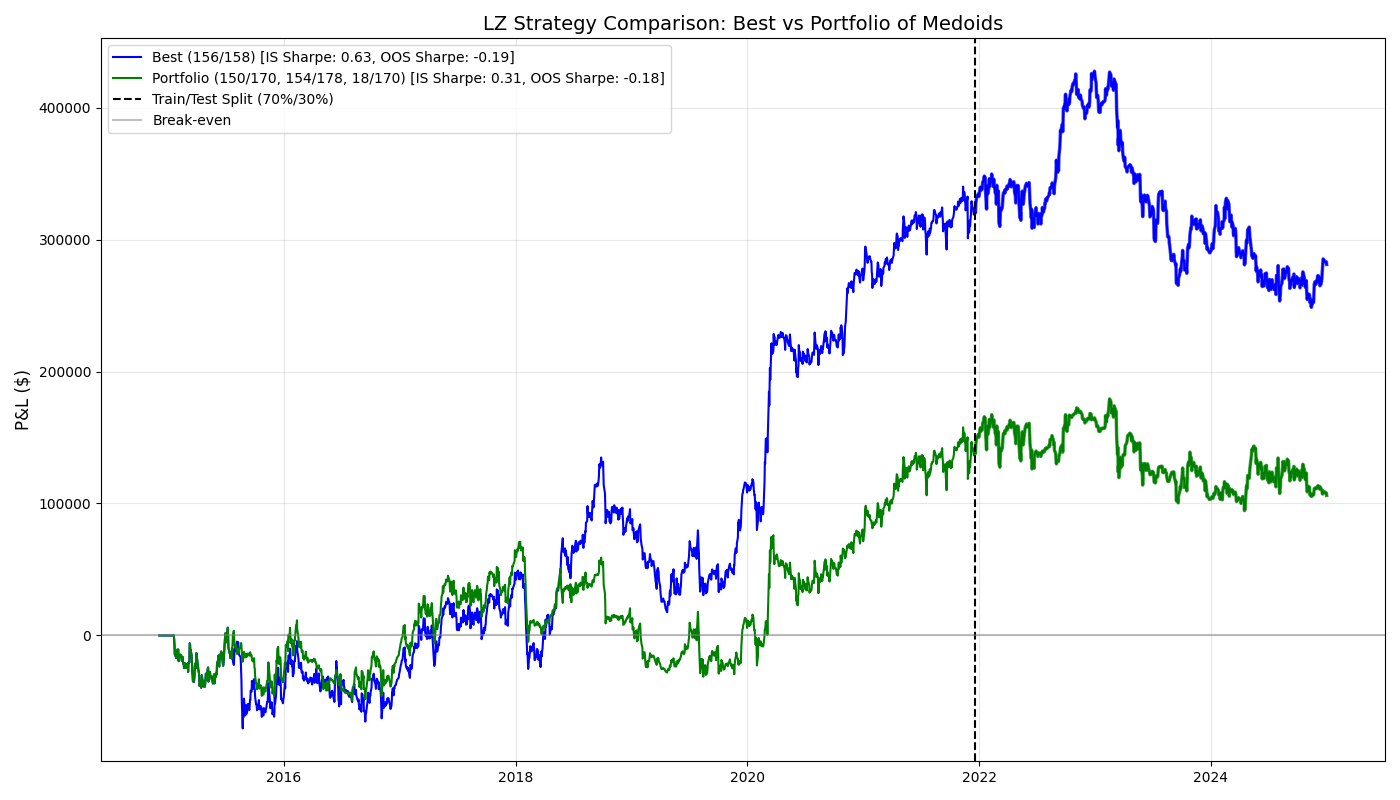 LZ Strategy Comparison: Best vs Portfolio of Medoids
Best (156/158) [IS Sharpe: 0.63, OOS Sharpe: -0.19]
Portfolio (150/170, 154/178, 18/170) [IS Sharpe: 0.31, OOS Sharpe: -0.18]
Train/Test Split (70%/30%)
Break-even
P&L ($)
400000
300000
200000
100000
0
2016
2018
2020
2022
2024